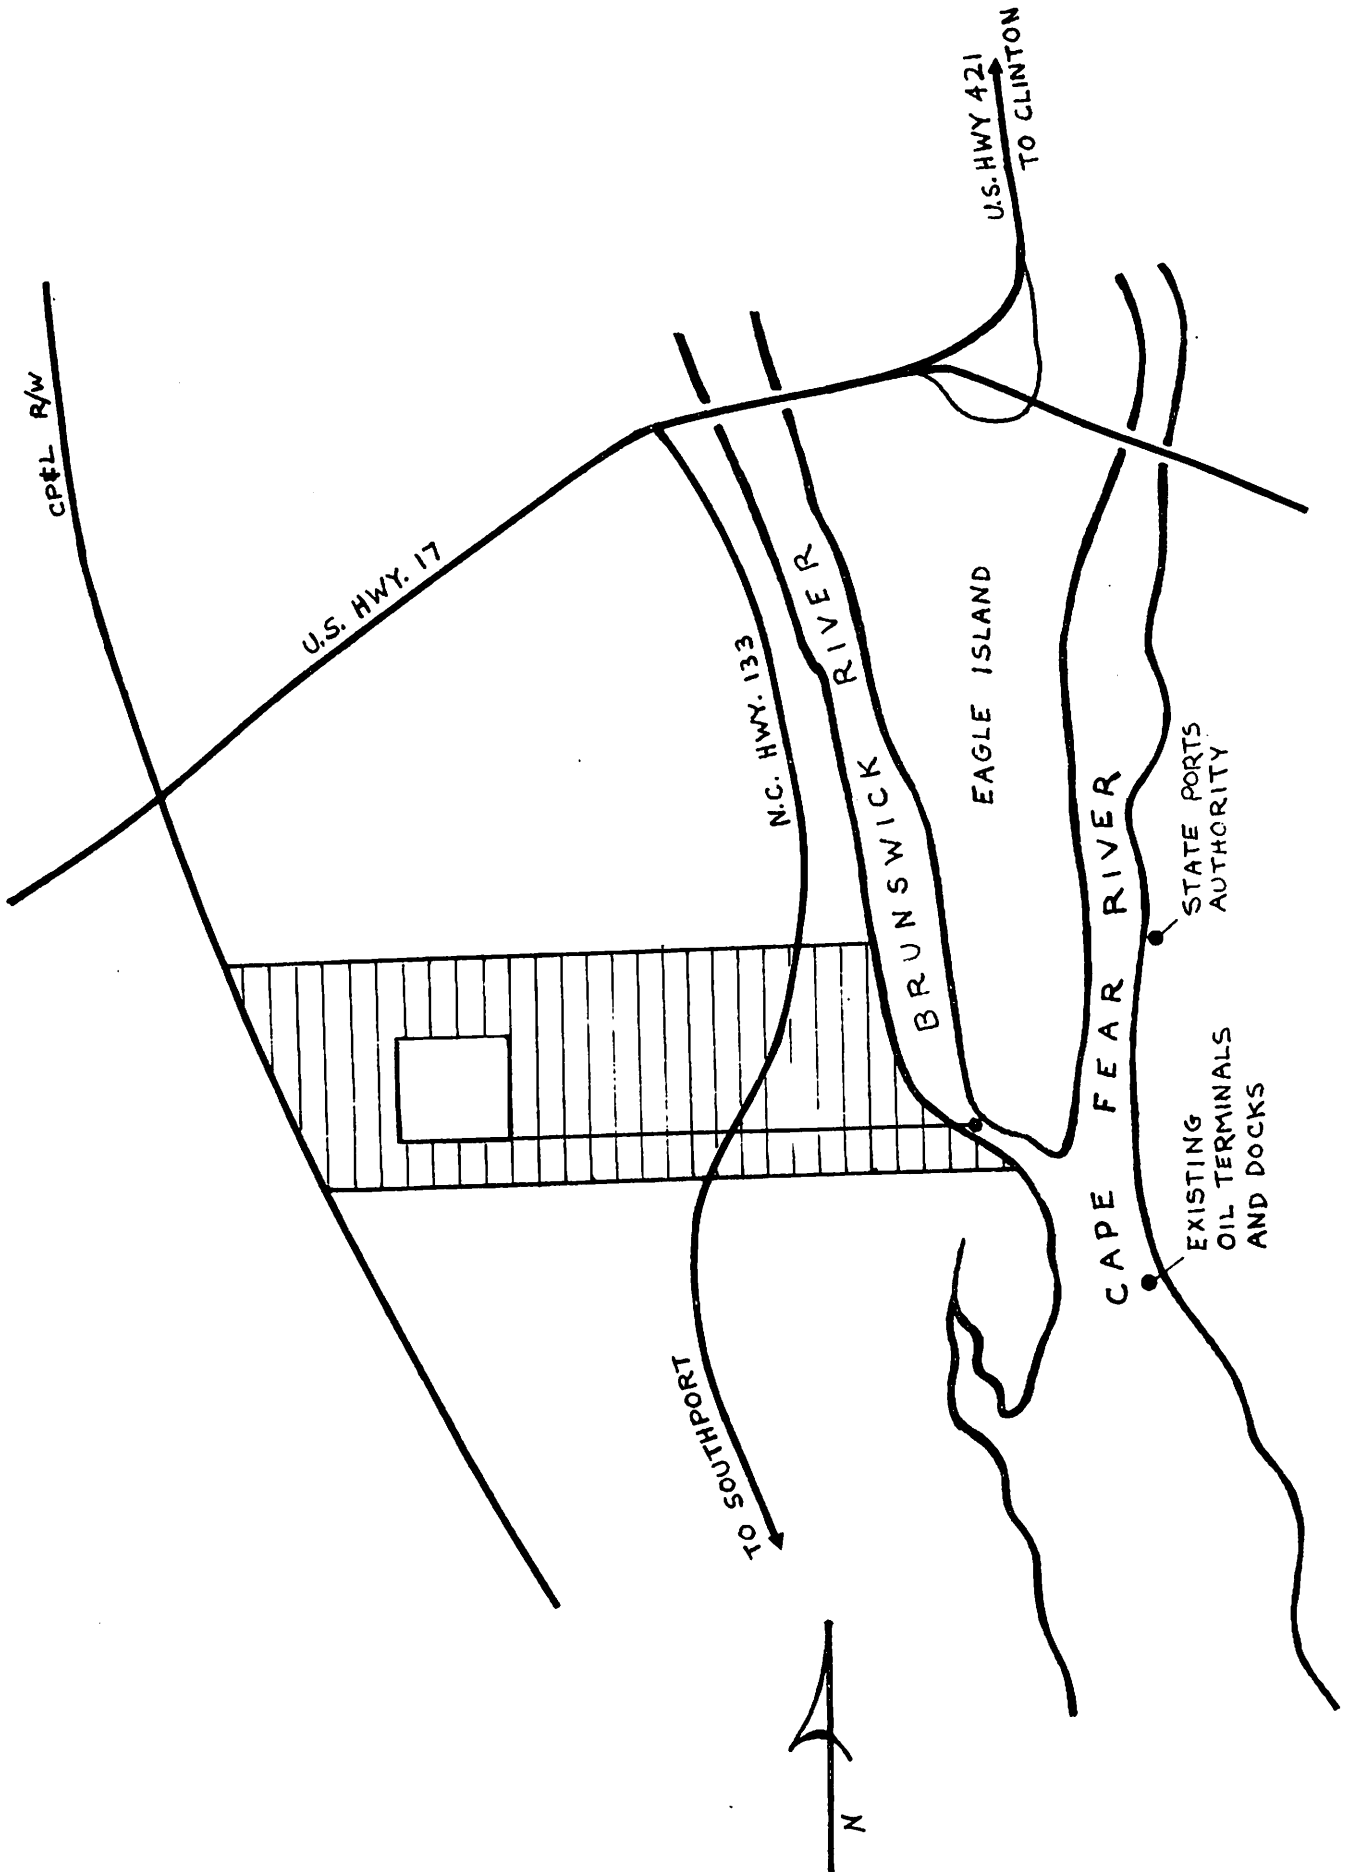 CP&L R/W
U.S. HWY. 17
U.S. HWY 421
TO CLINTON
N.C. HWY. 133
BRUNSWICK RIVER
EAGLE ISLAND
CAPE FEAR RIVER
STATE PORTS
AUTHORITY
EXISTING
OIL TERMINALS
AND DOCKS
TO SOUTHPORT
N